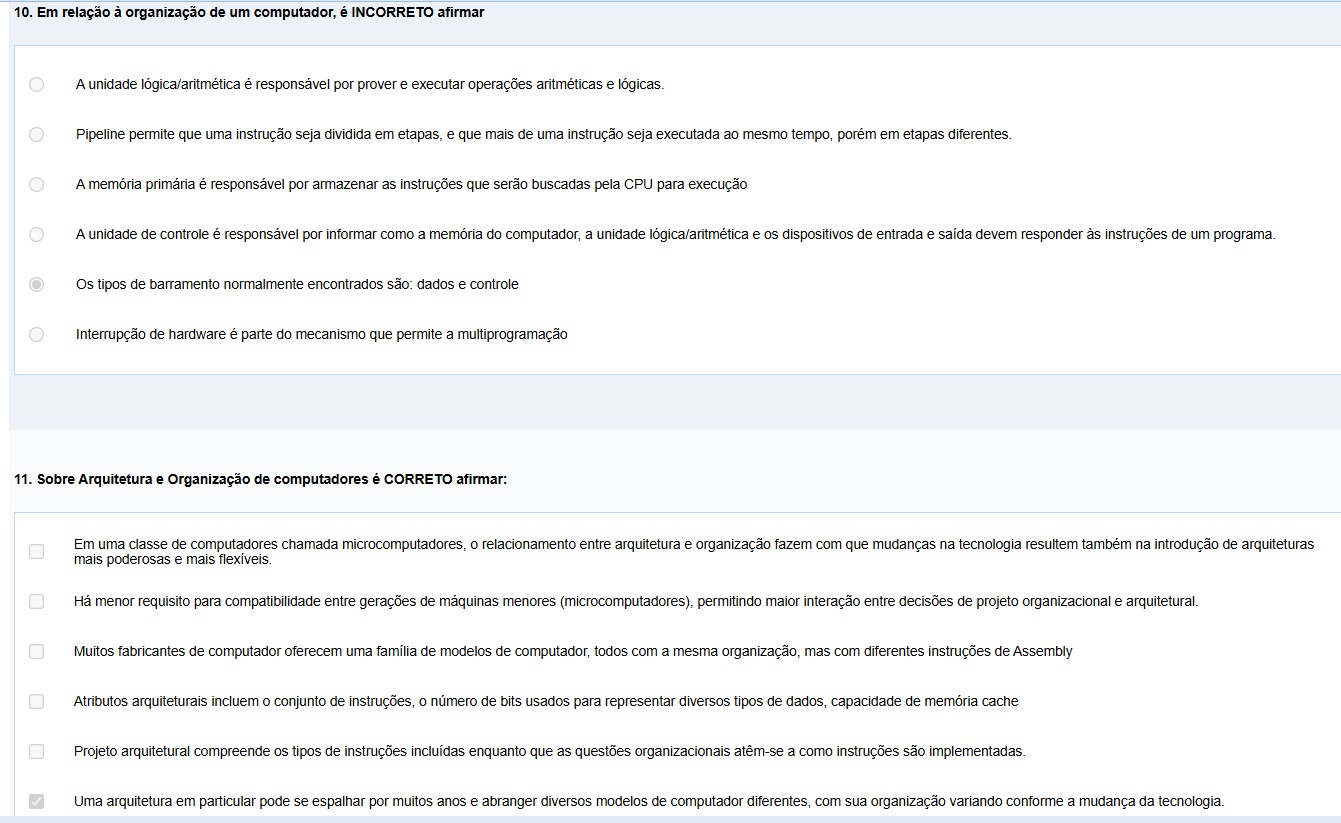 10. Em relação à organização de um computador, é INCORRETO afirmar
A unidade lógica/aritmética é responsável por prover e executar operações aritméticas e lógicas.
Pipeline permite que uma instrução seja dividida em etapas, e que mais de uma instrução seja executada ao mesmo tempo, porém em etapas diferentes.
A memória primária é responsável por armazenar as instruções que serão buscadas pela CPU para execução
A unidade de controle é responsável por informar como a memória do computador, a unidade lógica/aritmética e os dispositivos de entrada e saída devem responder às instruções de um programa.
Os tipos de barramento normalmente encontrados são: dados e controle
Interrupção de hardware é parte do mecanismo que permite a multiprogramação
11. Sobre Arquitetura e Organização de computadores é CORRETO afirmar:
Em uma classe de computadores chamada microcomputadores, o relacionamento entre arquitetura e organização fazem com que mudanças na tecnologia resultem também na introdução de arquiteturas
mais poderosas e mais flexíveis.
Há menor requisito para compatibilidade entre gerações de máquinas menores (microcomputadores), permitindo maior interação entre decisões de projeto organizacional e arquitetural.
Muitos fabricantes de computador oferecem uma família de modelos de computador, todos com a mesma organização, mas com diferentes instruções de Assembly
Atributos arquiteturais incluem o conjunto de instruções, o número de bits usados para representar diversos tipos de dados, capacidade de memória cache
Projeto arquitetural compreende os tipos de instruções incluídas enquanto que as questões organizacionais atêm-se a como instruções são implementadas.
Uma arquitetura em particular pode se espalhar por muitos anos e abranger diversos modelos de computador diferentes, com sua organização variando conforme a mudança da tecnologia.